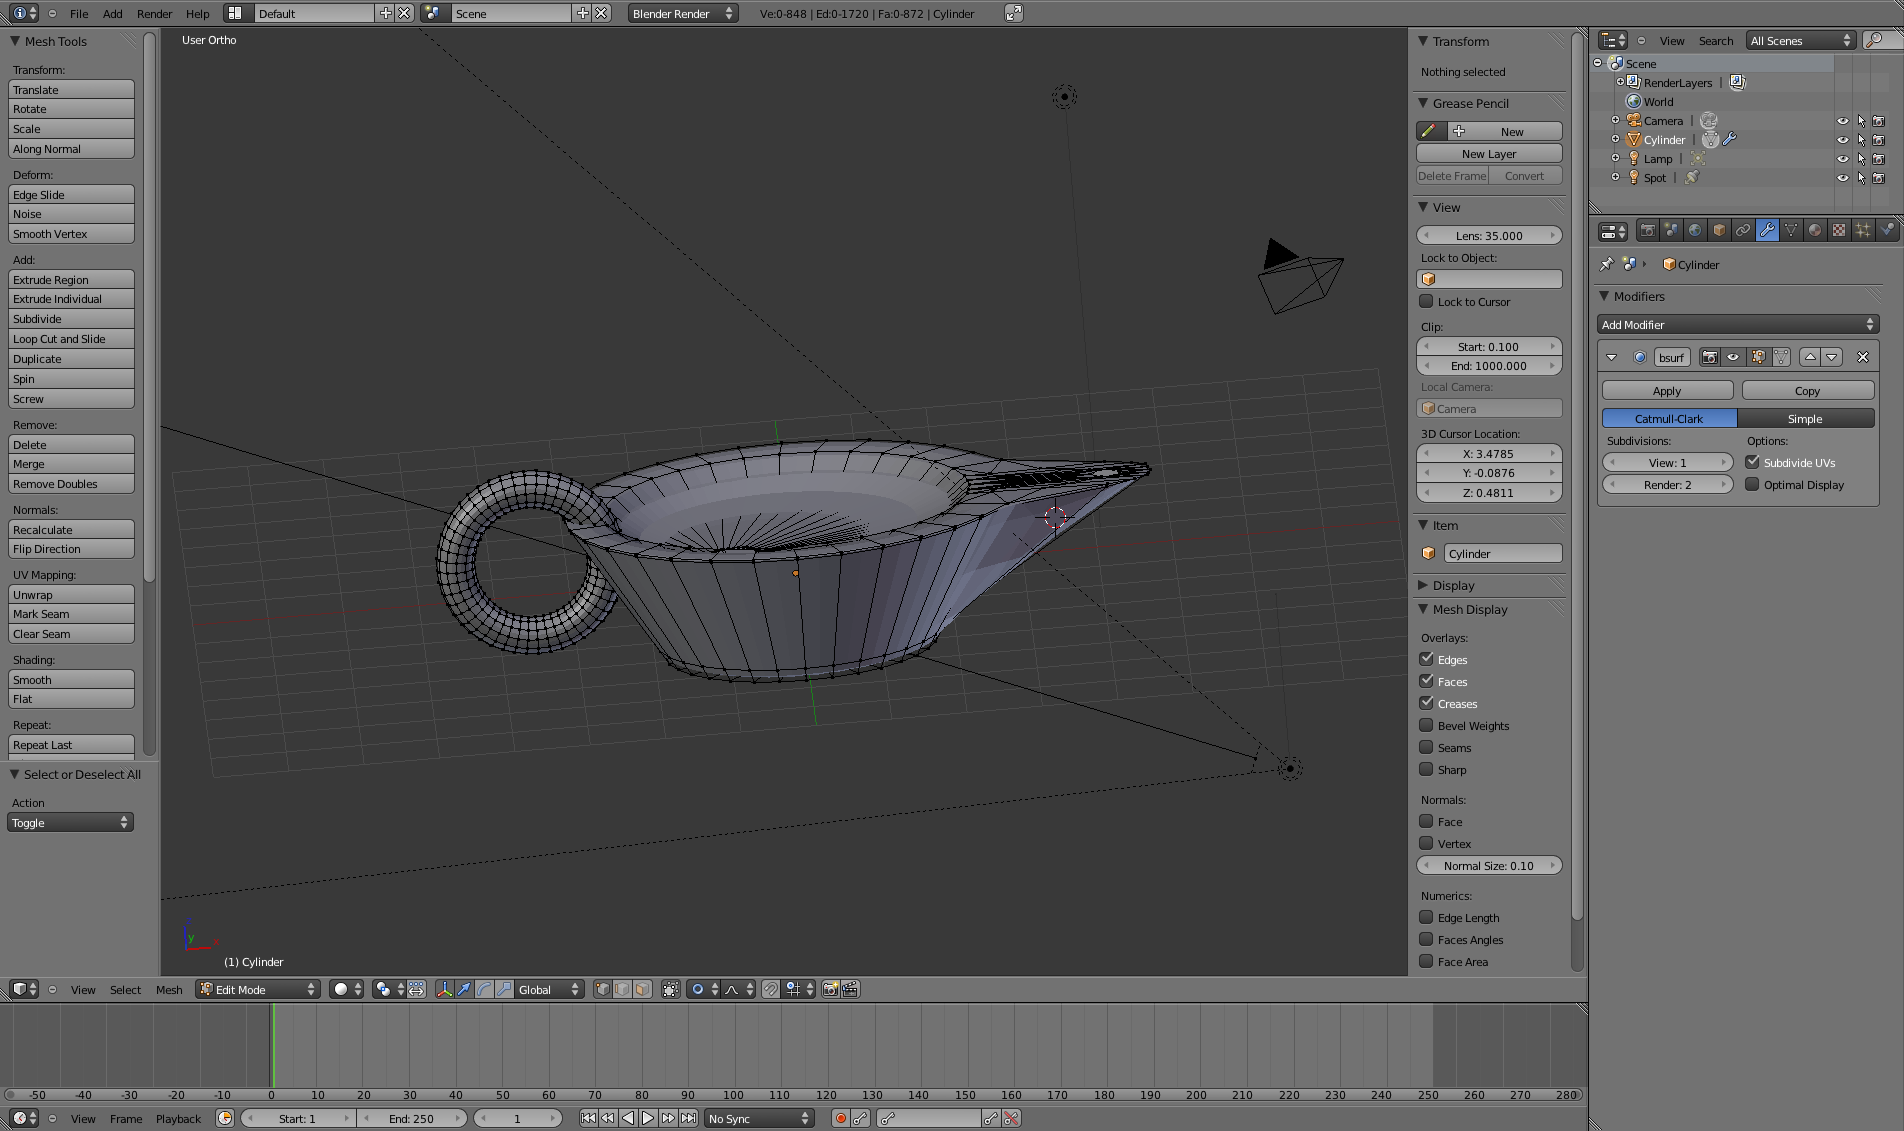 File Add Render Help Default Scene Blender Render Ve:0-848 | Ed:0-1720 | Fa:0-872 | Cylinder
Mesh Tools
Transform:
Translate
Rotate
Scale
Along Normal
Deform:
Edge Slide
Noise
Smooth Vertex
Add:
Extrude Region
Extrude Individual
Subdivide
Loop Cut and Slide
Duplicate
Spin
Screw
Remove:
Delete
Merge
Remove Doubles
Normals:
Recalculate
Flip Direction
UV Mapping:
Unwrap
Mark Seam
Clear Seam
Shading:
Smooth
Flat
Repeat:
Repeat Last
Select or Deselect All
Action
Toggle
User Ortho
y
(1) Cylinder
Transform
Nothing selected
Grease Pencil
New
New Layer
Delete Frame Convert
View
Lens: 35.000
Lock to Object:
Lock to Cursor
Clip:
Start: 0.100
End: 1000.000
Local Camera:
Camera
3D Cursor Location:
X: 3.4785
Y: -0.0876
Z: 0.4811
Item
Cylinder
Display
Mesh Display
Overlays:
Edges
Faces
Creases
Bevel Weights
Seams
Sharp
Normals:
Face
Vertex
Normal Size: 0.10
Numerics:
Edge Length
Faces Angles
Face Area
View Search All Scenes
Scene
RenderLayers |
World
Camera |
Cylinder |
Lamp |
Spot |
Cylinder
Modifiers
Add Modifier
bsurf
Apply Copy
Catmull-Clark Simple
Subdivisions: Options:
View: 1 Subdivide UVs
Render: 2 Optimal Display
View Select Mesh Edit Mode Global
-50 -40 -30 -20 -10 0 10 20 30 40 50 60 70 80 90 100 110 120 130 140 150 160 170 180 190 200 210 220 230 240 250 260 270 280
View Frame Playback Start: 1 End: 250 1 No Sync